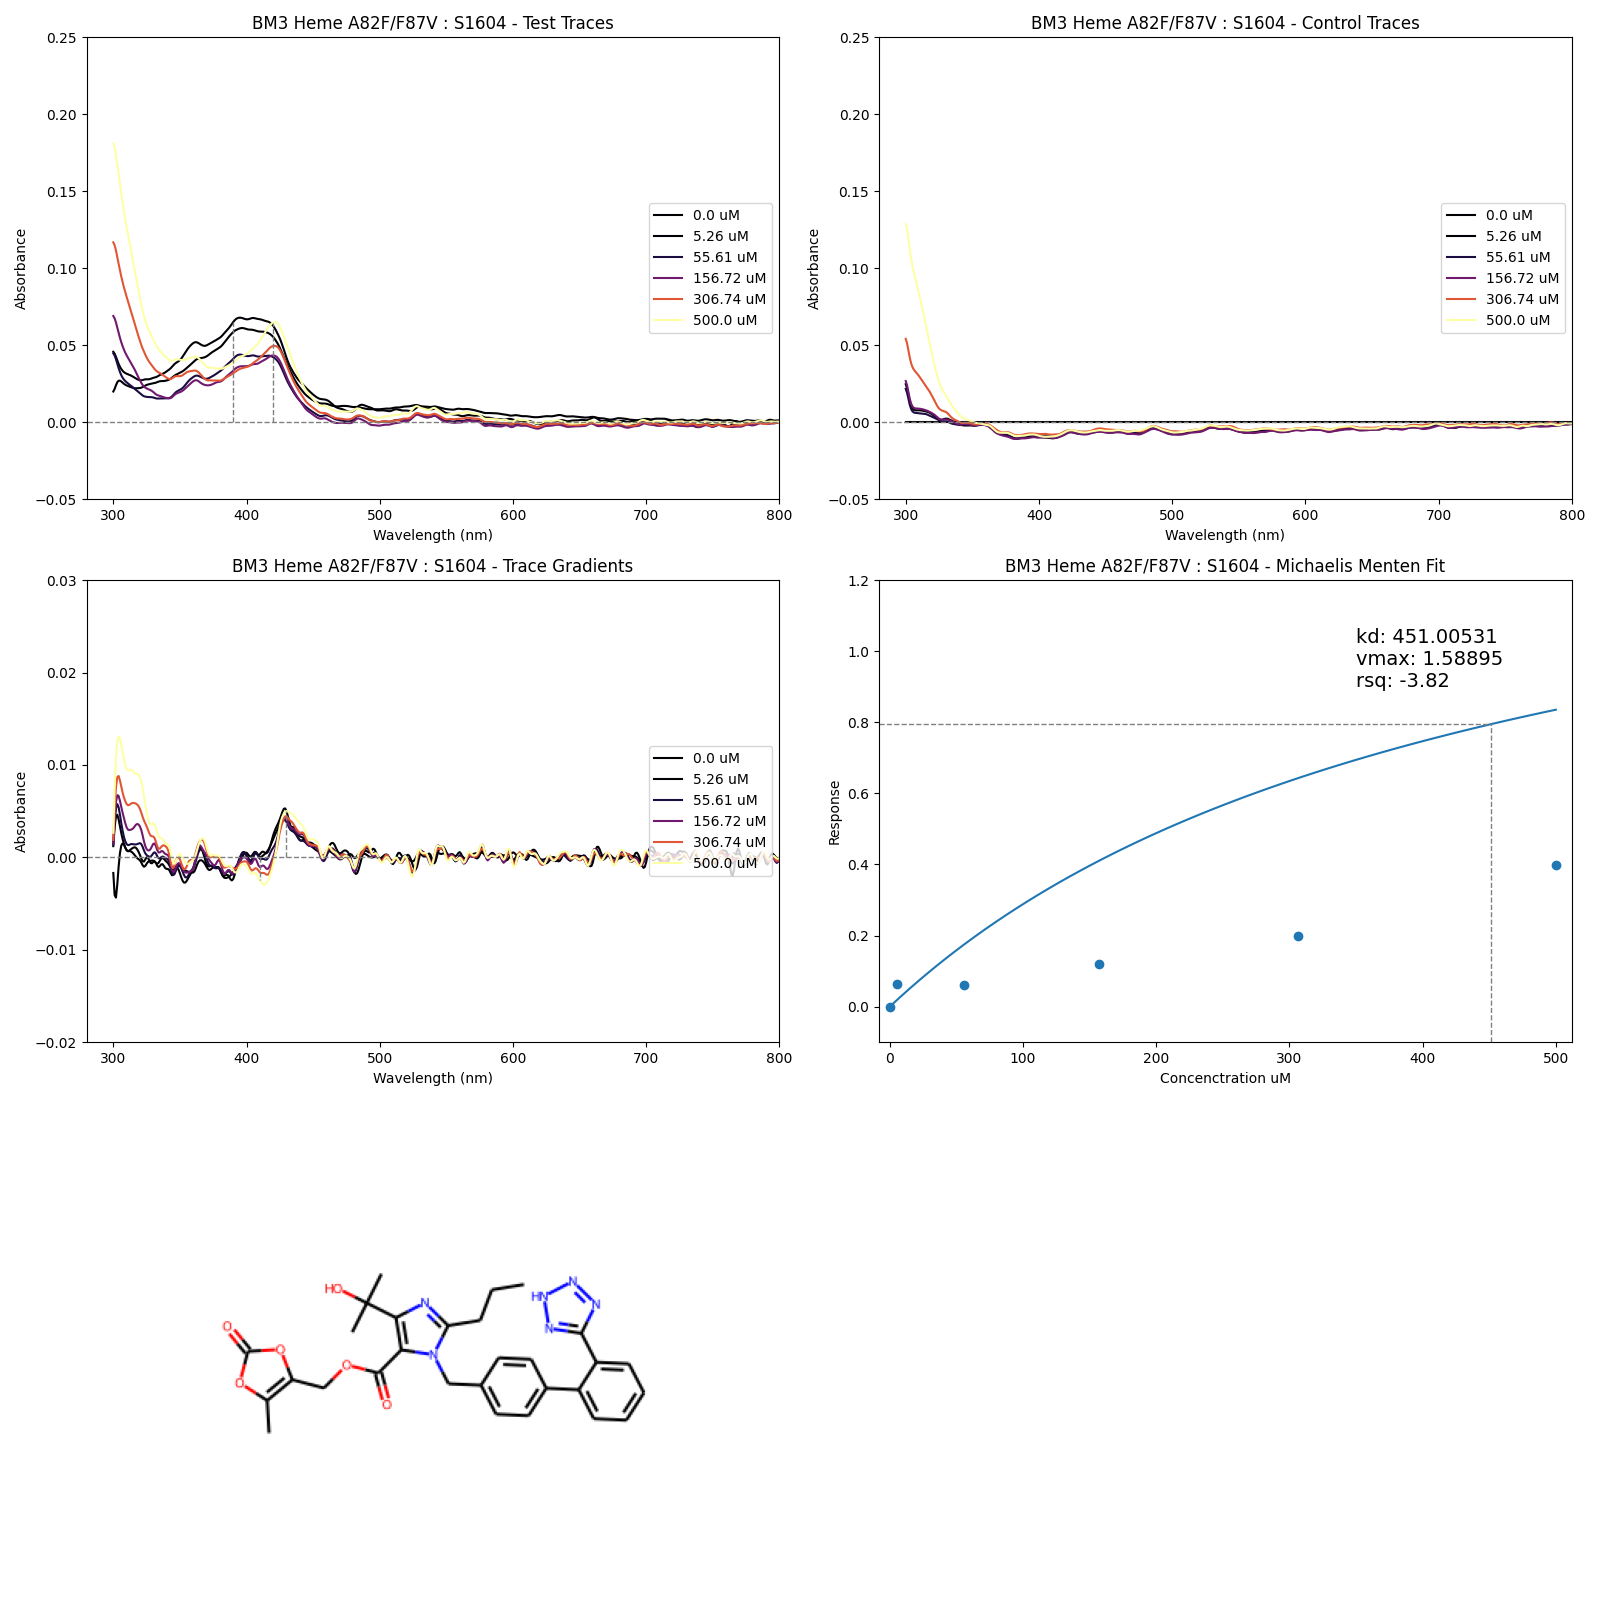 BM3 Heme A82F/F87V : S1604 - Test Traces
0.25
0.20
0.15
0.10
0.05
0.00
−0.05
Absorbance
0.0 uM
5.26 uM
55.61 uM
156.72 uM
306.74 uM
500.0 uM
300 400 500 600 700 800
Wavelength (nm)
BM3 Heme A82F/F87V : S1604 - Control Traces
0.25
0.20
0.15
0.10
0.05
0.00
−0.05
Absorbance
0.0 uM
5.26 uM
55.61 uM
156.72 uM
306.74 uM
500.0 uM
300 400 500 600 700 800
Wavelength (nm)
BM3 Heme A82F/F87V : S1604 - Trace Gradients
0.03
0.02
0.01
0.00
−0.01
−0.02
Absorbance
0.0 uM
5.26 uM
55.61 uM
156.72 uM
306.74 uM
500.0 uM
300 400 500 600 700 800
Wavelength (nm)
BM3 Heme A82F/F87V : S1604 - Michaelis Menten Fit
1.2
1.0
0.8
0.6
0.4
0.2
0.0
Response
kd: 451.00531
vmax: 1.58895
rsq: -3.82
0 100 200 300 400 500
Concenctration uM
HO
N
N
HN
N
N
N
O
O
O
O
O